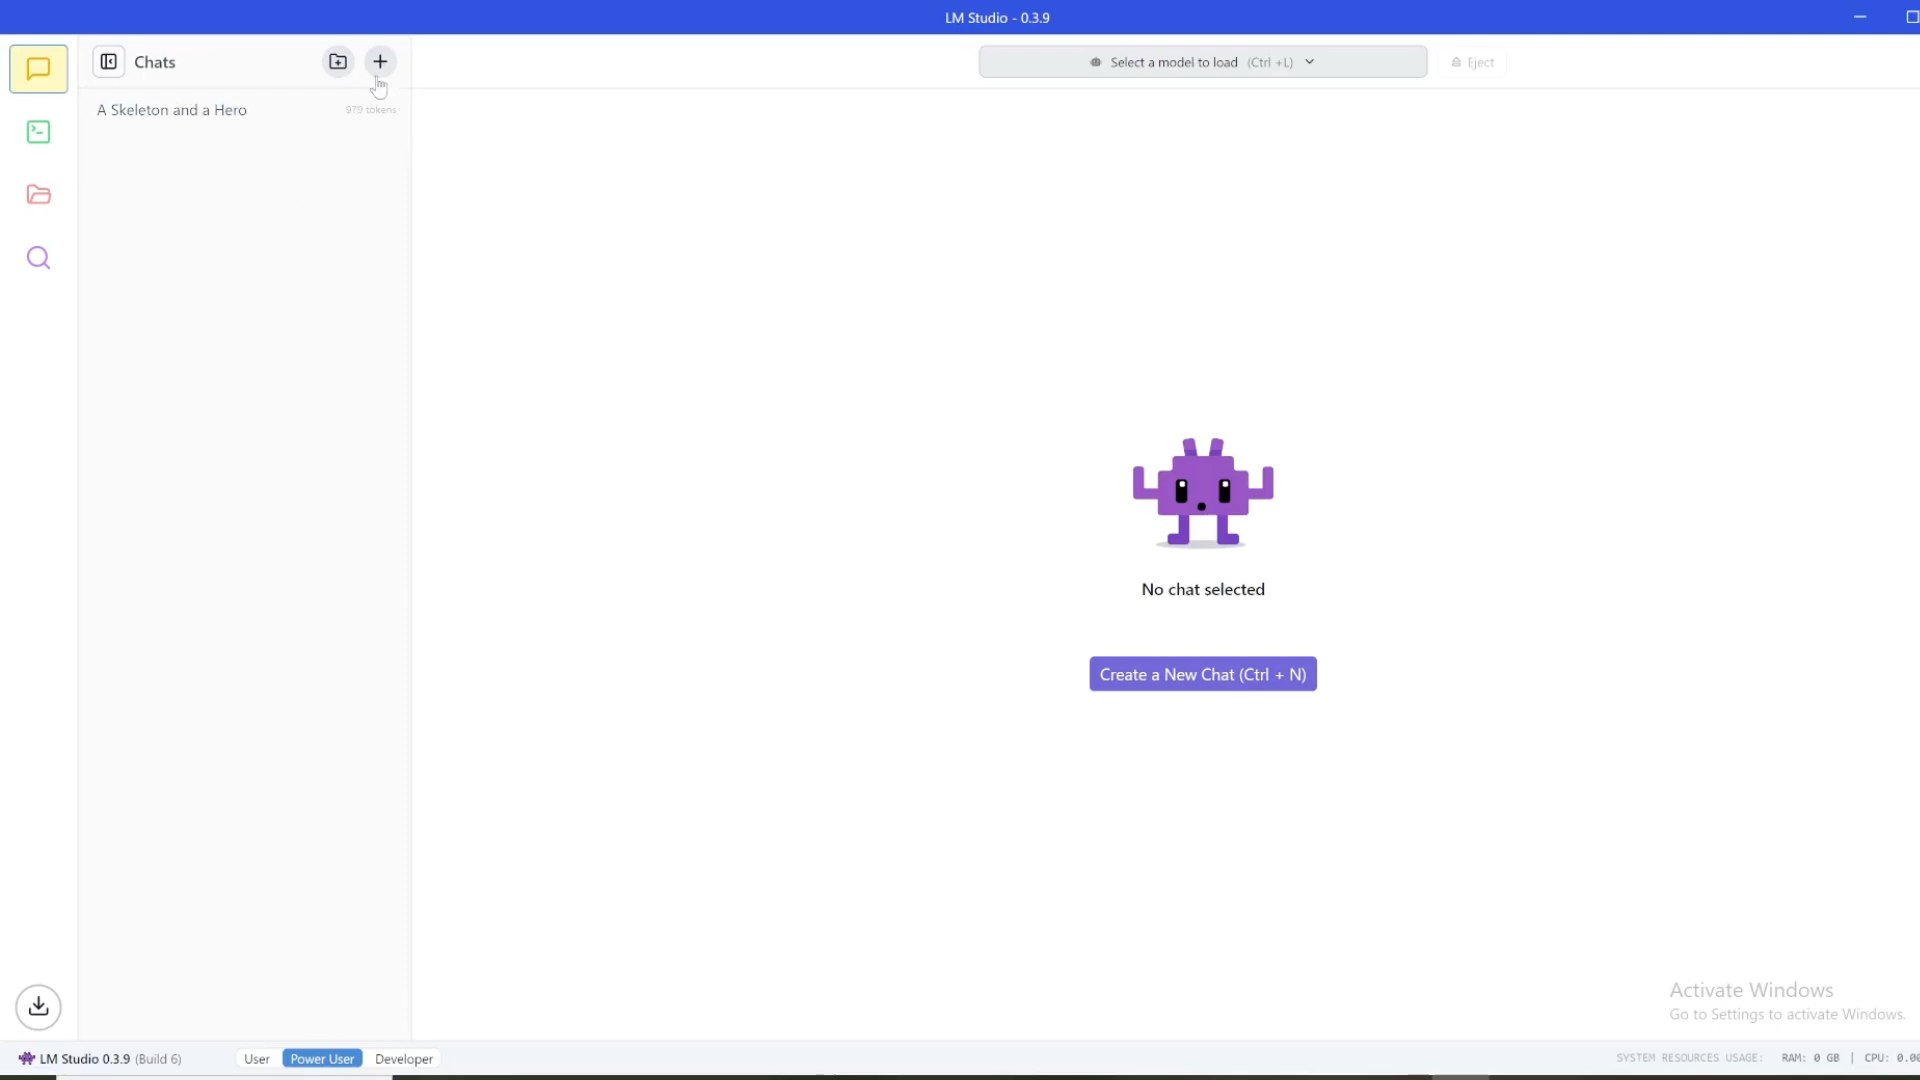 LM Studio - 0.3.9
Chats
Select a model to load (Ctrl +L)
Eject
A Skeleton and a Hero
979 tokens
No chat selected
Create a New Chat (Ctrl + N)
Activate Windows
Go to Settings to activate Windows.
LM Studio 0.3.9 (Build 6)
User
Power User
Developer
SYSTEM RESOURCES USAGE: RAM: 0 GB | CPU: 0.00